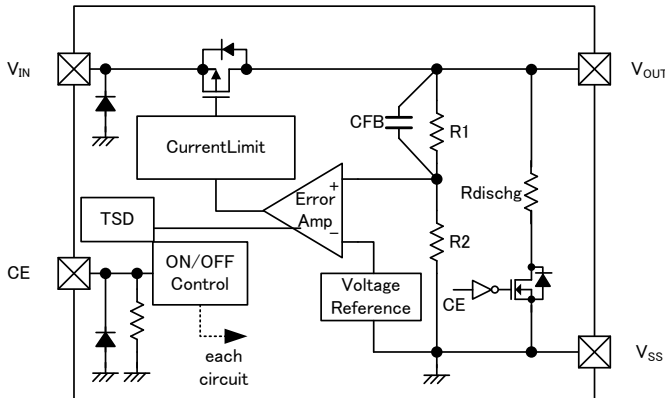 VIN
VOUT
CFB
R1
CurrentLimit
Rdischg
+
Error
Amp
−
TSD
R2
CE
ON/OFF
Control
Voltage
Reference
CE
each
circuit
VSS